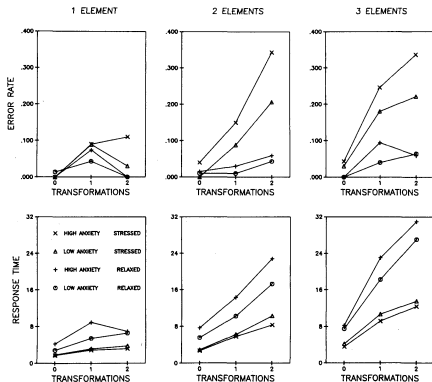 1 ELEMENT
2 ELEMENTS
3 ELEMENTS
ERROR RATE
.400
.300
.200
.100
.000
0 1 2
TRANSFORMATIONS
.400
.300
.200
.100
.000
0 1 2
TRANSFORMATIONS
.400
.300
.200
.100
.000
0 1 2
TRANSFORMATIONS
RESPONSE TIME
32
24
16
8
0
× HIGH ANXIETY STRESSED
△ LOW ANXIETY STRESSED
+ HIGH ANXIETY RELAXED
○ LOW ANXIETY RELAXED
0 1 2
TRANSFORMATIONS
32
24
16
8
0
0 1 2
TRANSFORMATIONS
32
24
16
8
0
0 1 2
TRANSFORMATIONS